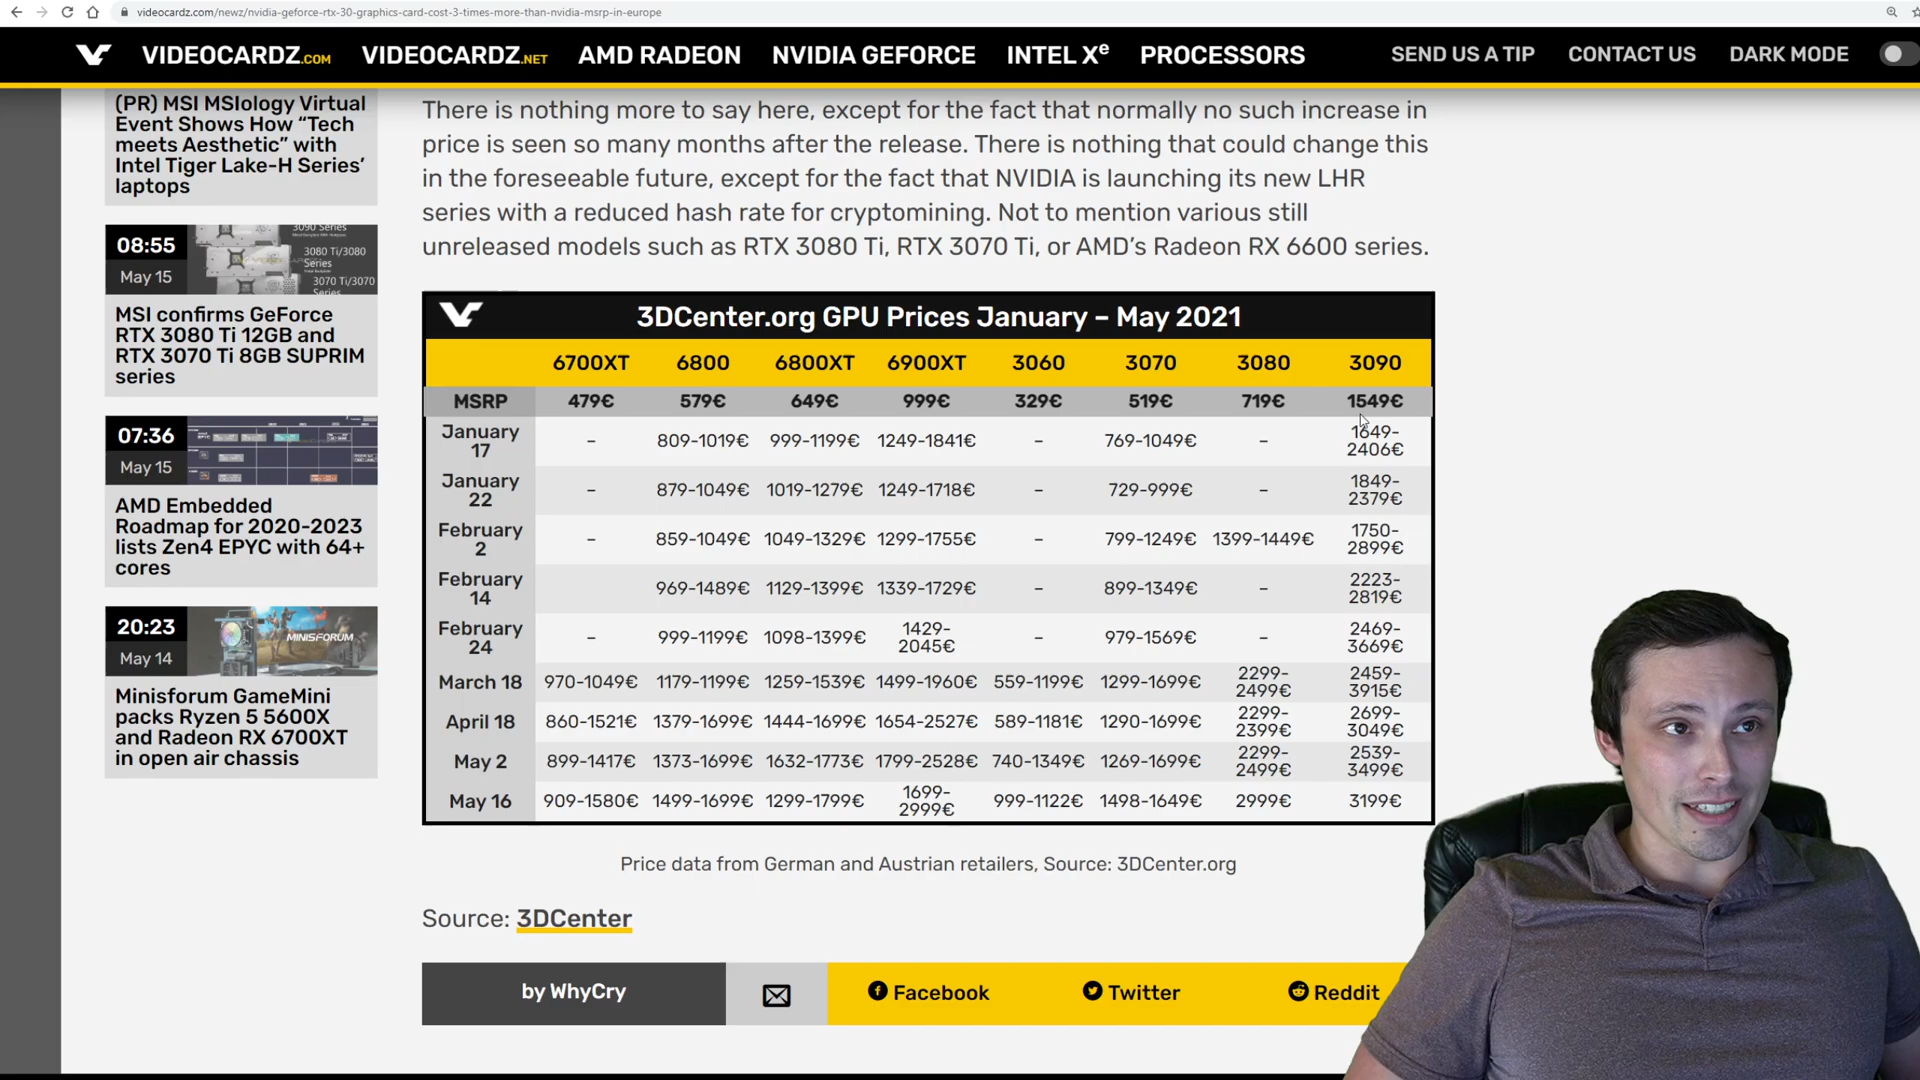 videocardz.com/newz/nvidia-geforce-rtx-30-graphics-card-cost-3-times-more-than-nvidia-msrp-in-europe
VIDEOCARDZ.COM VIDEOCARDZ.NET AMD RADEON NVIDIA GEFORCE INTEL Xe PROCESSORS SEND US A TIP CONTACT US DARK MODE
(PR) MSI MSIology Virtual
Event Shows How “Tech
meets Aesthetic” with
Intel Tiger Lake-H Series’
laptops
08:55
May 15
3090 Series
3080 Ti/3080
Series
3070 Ti/3070
Series
MSI confirms GeForce
RTX 3080 Ti 12GB and
RTX 3070 Ti 8GB SUPRIM
series
07:36
May 15
AMD Embedded
Roadmap for 2020-2023
lists Zen4 EPYC with 64+
cores
20:23
May 14
MINISFORUM
Minisforum GameMini
packs Ryzen 5 5600X
and Radeon RX 6700XT
in open air chassis
There is nothing more to say here, except for the fact that normally no such increase in
price is seen so many months after the release. There is nothing that could change this
in the foreseeable future, except for the fact that NVIDIA is launching its new LHR
series with a reduced hash rate for cryptomining. Not to mention various still
unreleased models such as RTX 3080 Ti, RTX 3070 Ti, or AMD’s Radeon RX 6600 series.
3DCenter.org GPU Prices January – May 2021
6700XT 6800 6800XT 6900XT 3060 3070 3080 3090
MSRP 479€ 579€ 649€ 999€ 329€ 519€ 719€ 1549€
January 17 – 809-1019€ 999-1199€ 1249-1841€ – 769-1049€ – 1649-2406€
January 22 – 879-1049€ 1019-1279€ 1249-1718€ – 729-999€ – 1849-2379€
February 2 – 859-1049€ 1049-1329€ 1299-1755€ – 799-1249€ 1399-1449€ 1750-2899€
February 14 969-1489€ 1129-1399€ 1339-1729€ – 899-1349€ – 2223-2819€
February 24 – 999-1199€ 1098-1399€ 1429-2045€ – 979-1569€ – 2469-3669€
March 18 970-1049€ 1179-1199€ 1259-1539€ 1499-1960€ 559-1199€ 1299-1699€ 2299-2499€ 2459-3915€
April 18 860-1521€ 1379-1699€ 1444-1699€ 1654-2527€ 589-1181€ 1290-1699€ 2299-2399€ 2699-3049€
May 2 899-1417€ 1373-1699€ 1632-1773€ 1799-2528€ 740-1349€ 1269-1699€ 2299-2499€ 2539-3499€
May 16 909-1580€ 1499-1699€ 1299-1799€ 1699-2999€ 999-1122€ 1498-1649€ 2999€ 3199€
Price data from German and Austrian retailers, Source: 3DCenter.org
Source: 3DCenter
by WhyCry Facebook Twitter Reddit